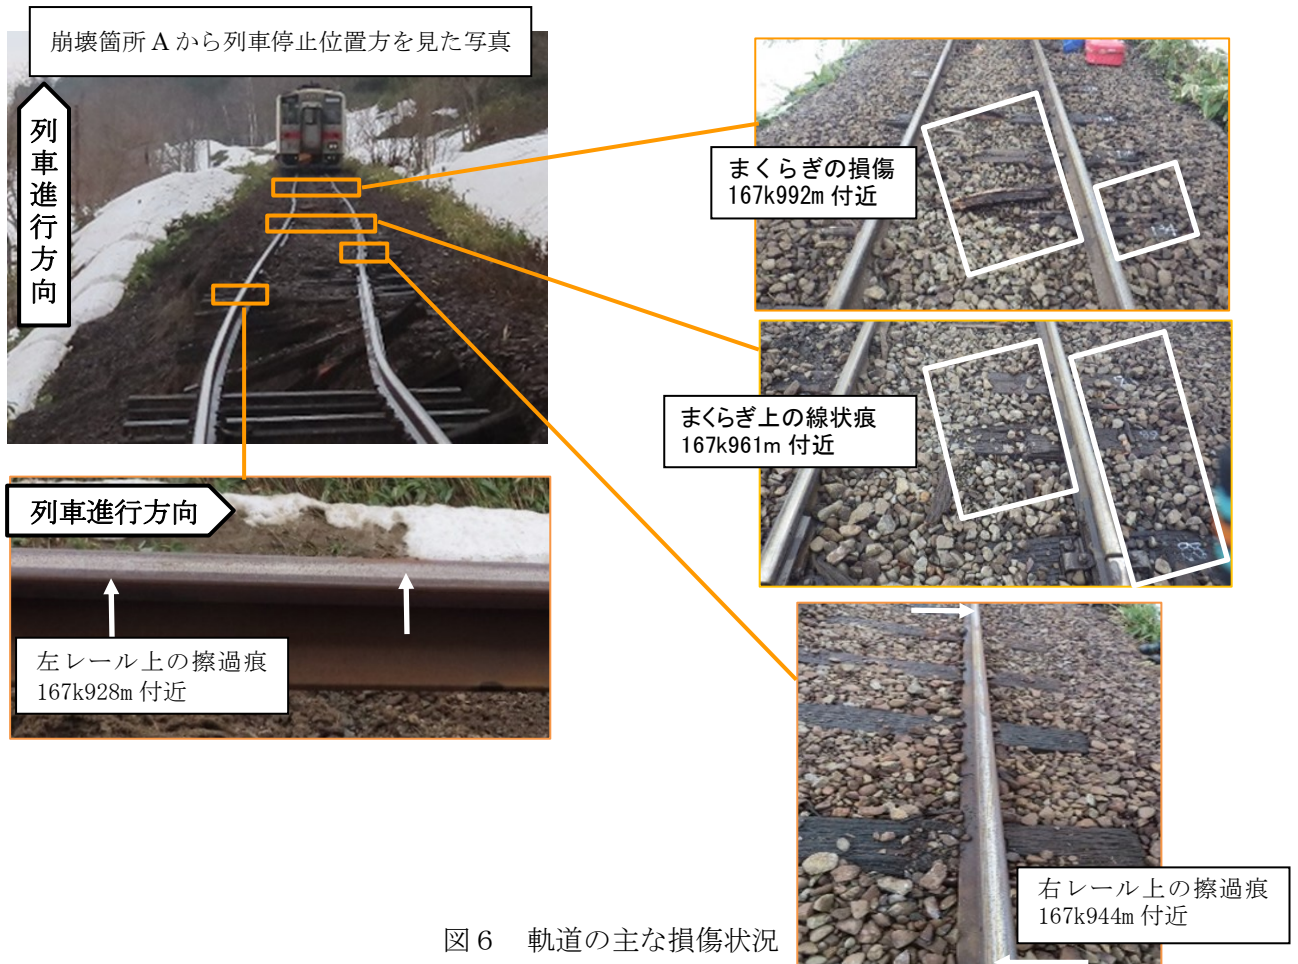 崩壊箇所Aから列車停止位置方を見た写真
列車進行方向
まくらぎの損傷
167k992m 付近
まくらぎ上の線状痕
167k961m 付近
列車進行方向
左レール上の擦過痕
167k928m 付近
右レール上の擦過痕
167k944m 付近
図6 軌道の主な損傷状況